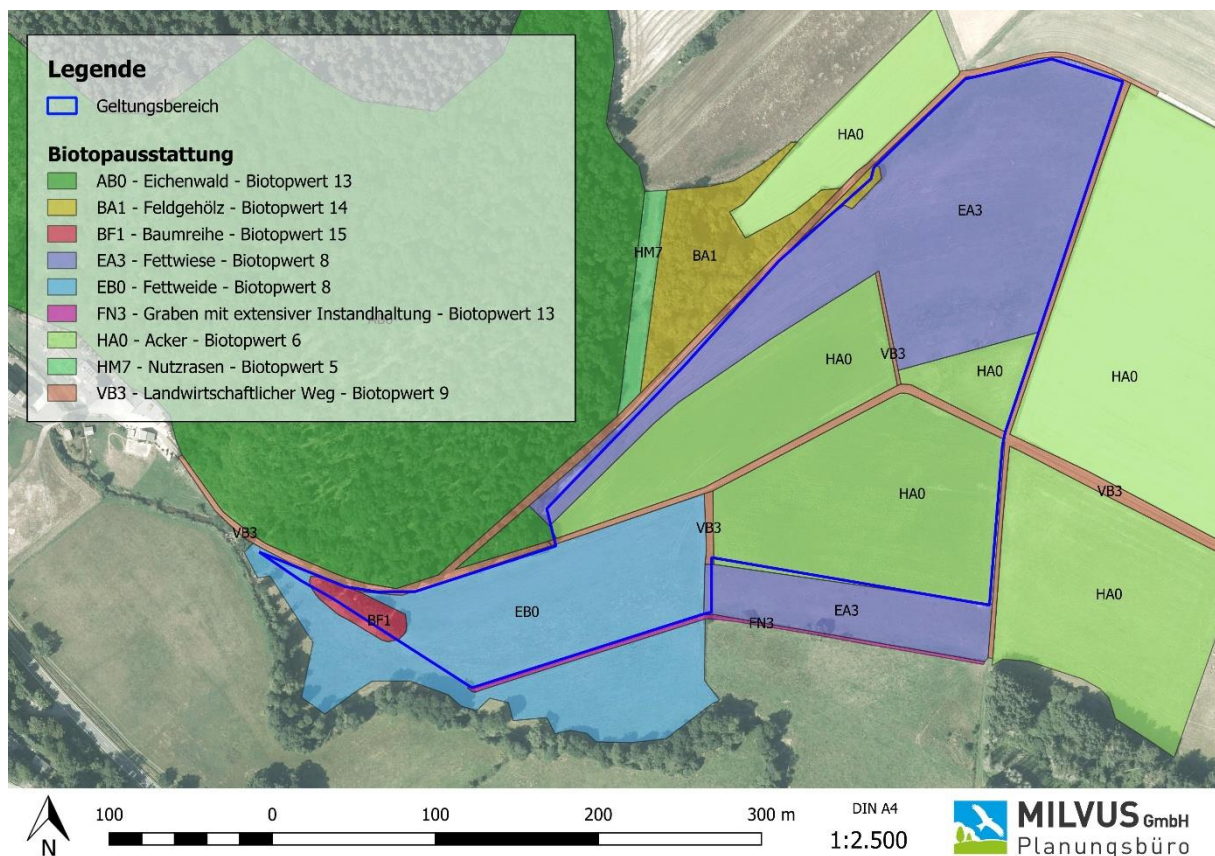 Legende
Geltungsbereich
Biotopausstattung
AB0 - Eichenwald - Biotopwert 13
BA1 - Feldgehölz - Biotopwert 14
BF1 - Baumreihe - Biotopwert 15
EA3 - Fettwiese - Biotopwert 8
EB0 - Fettweide - Biotopwert 8
FN3 - Graben mit extensiver Instandhaltung - Biotopwert 13
HA0 - Acker - Biotopwert 6
HM7 - Nutzrasen - Biotopwert 5
VB3 - Landwirtschaftlicher Weg - Biotopwert 9
AB0
HA0
EA3
HM7
BA1
HA0
VB3
HA0
HA0
HA0
VB3
VB3
VB3
HA0
EB0
BF1
FN3
EA3
N
100 0 100 200 300 m
DIN A4
1:2.500
MILVUS GmbH
Planungsbüro